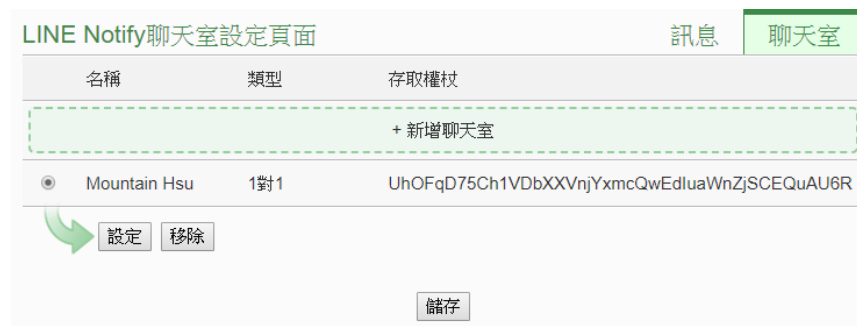 LINE Notify聊天室設定頁面 訊息 聊天室
名稱 類型 存取權杖
+ 新增聊天室
Mountain Hsu 1對1 UhOFqD75Ch1VDbXXVnjYxmcQwEdIuaWnZjSCEQuAU6R
設定 移除
儲存